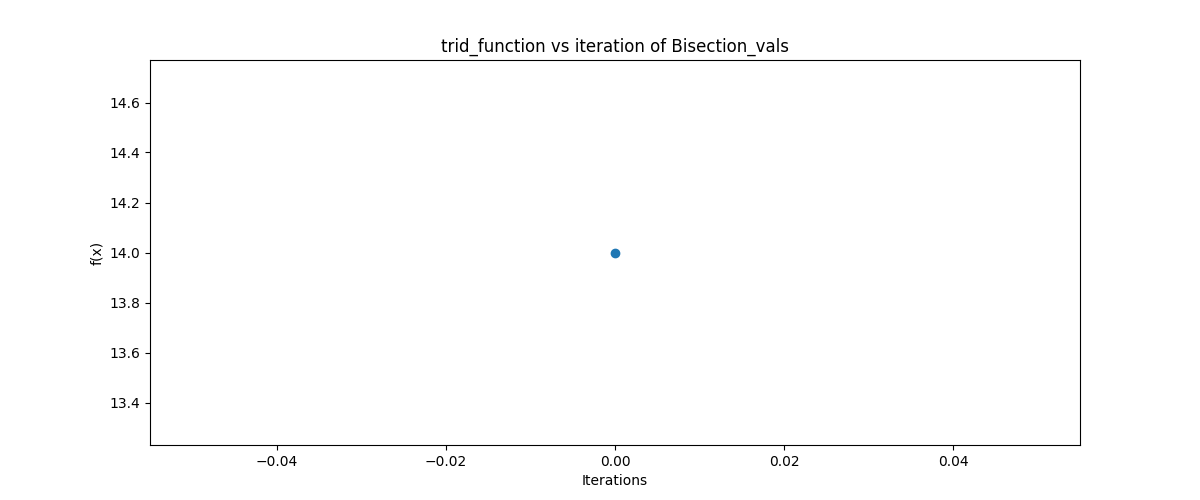 trid_function vs iteration of Bisection_vals
14.6
14.4
14.2
14.0
13.8
13.6
13.4
f(x)
−0.04 −0.02 0.00 0.02 0.04
Iterations